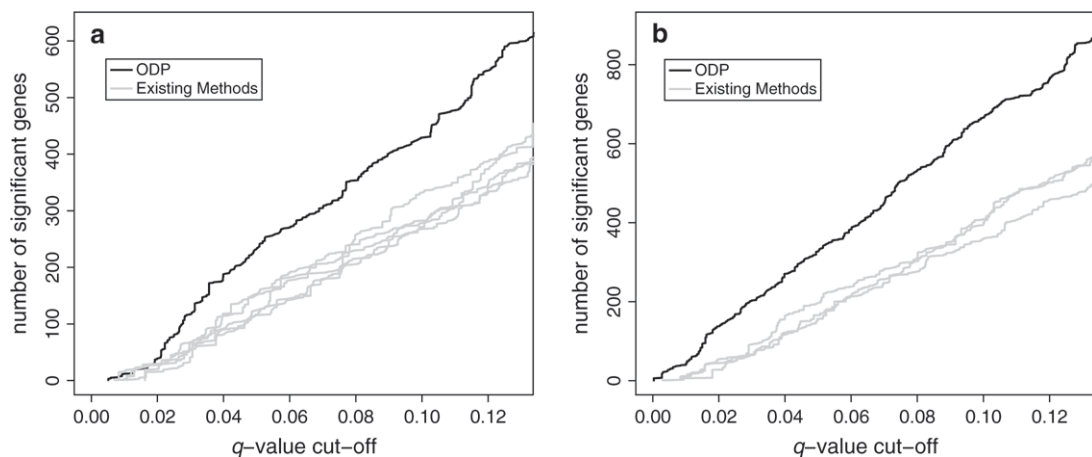 a
ODP
Existing Methods
number of significant genes
0 100 200 300 400 500 600
0.00 0.02 0.04 0.06 0.08 0.10 0.12
q-value cut-off
b
ODP
Existing Methods
number of significant genes
0 200 400 600 800
0.00 0.02 0.04 0.06 0.08 0.10 0.12
q-value cut-off